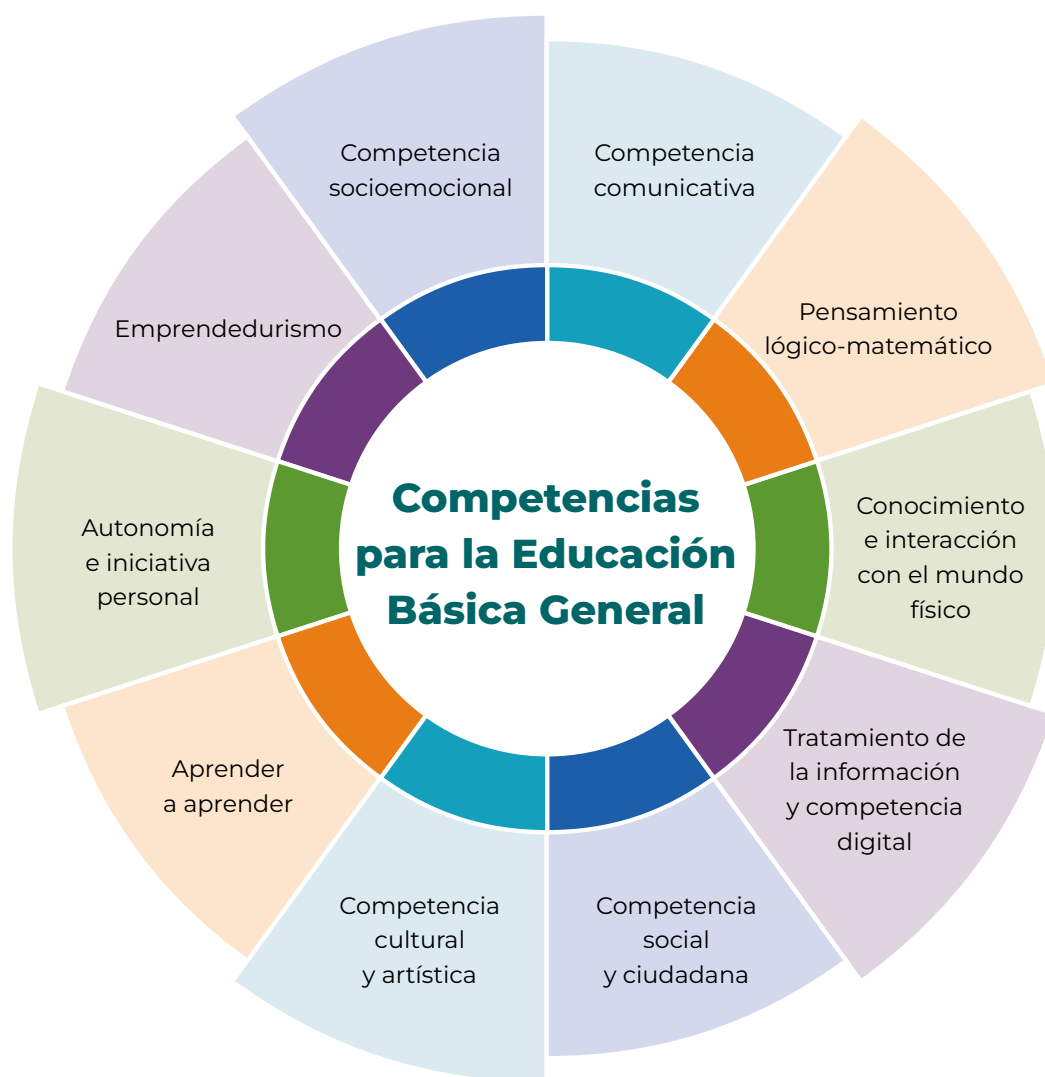 Competencias
para la Educación
Básica General
Competencia
comunicativa
Pensamiento
lógico-matemático
Conocimiento
e interacción
con el mundo
físico
Tratamiento de
la información
y competencia
digital
Competencia
social
y ciudadana
Competencia
cultural
y artística
Aprender
a aprender
Autonomía
e iniciativa
personal
Emprendedurismo
Competencia
socioemocional